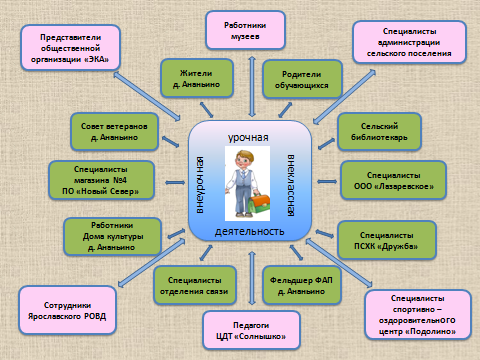 Представители
общественной
организации «ЭКА»
Работники
музеев
Специалисты
администрации
сельского поселения
Жители
д. Ананьино
Родители
обучающихся
Совет ветеранов
д. Ананьино
Сельский
библиотекарь
урочная
внеурочная
внеклассная
деятельность
Специалисты
магазина №4
ПО «Новый Север»
Специалисты
ООО «Лазаревское»
Работники
Дома культуры
д. Ананьино
Специалисты
ПСХК «Дружба»
Специалисты
отделения связи
Фельдшер ФАП
д. Ананьино
Сотрудники
Ярославского РОВД
Педагоги
ЦДТ «Солнышко»
Специалисты
спортивно –
оздоровительного
центр «Подолино»